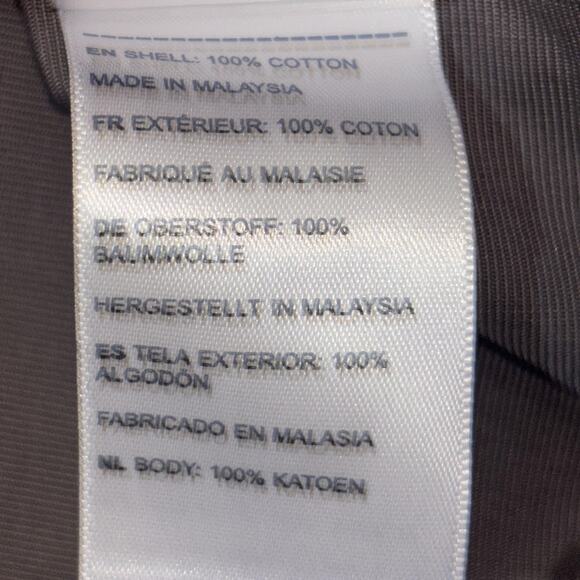 EN SHELL: 100% COTTON
MADE IN MALAYSIA
FR EXTÉRIEUR: 100% COTON
FABRIQUÉ AU MALAISIE
DE OBERSTOFF: 100%
BAUMWOLLE
HERGESTELLT IN MALAYSIA
ES TELA EXTERIOR: 100%
ALGODÓN
FABRICADO EN MALASIA
NL BODY: 100% KATOEN